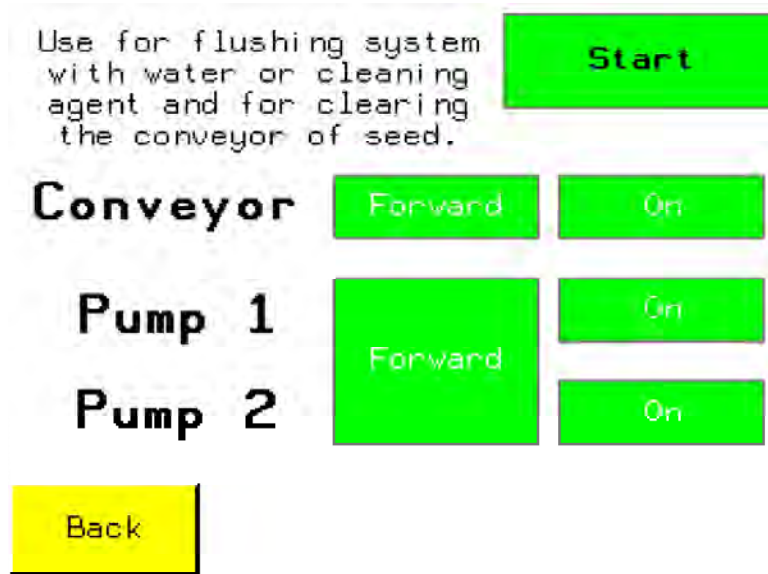 Use for flushing system
with water or cleaning
agent and for clearing
the conveyor of seed.
Start
Conveyor Forward On
Pump 1 On
Forward
Pump 2 On
Back